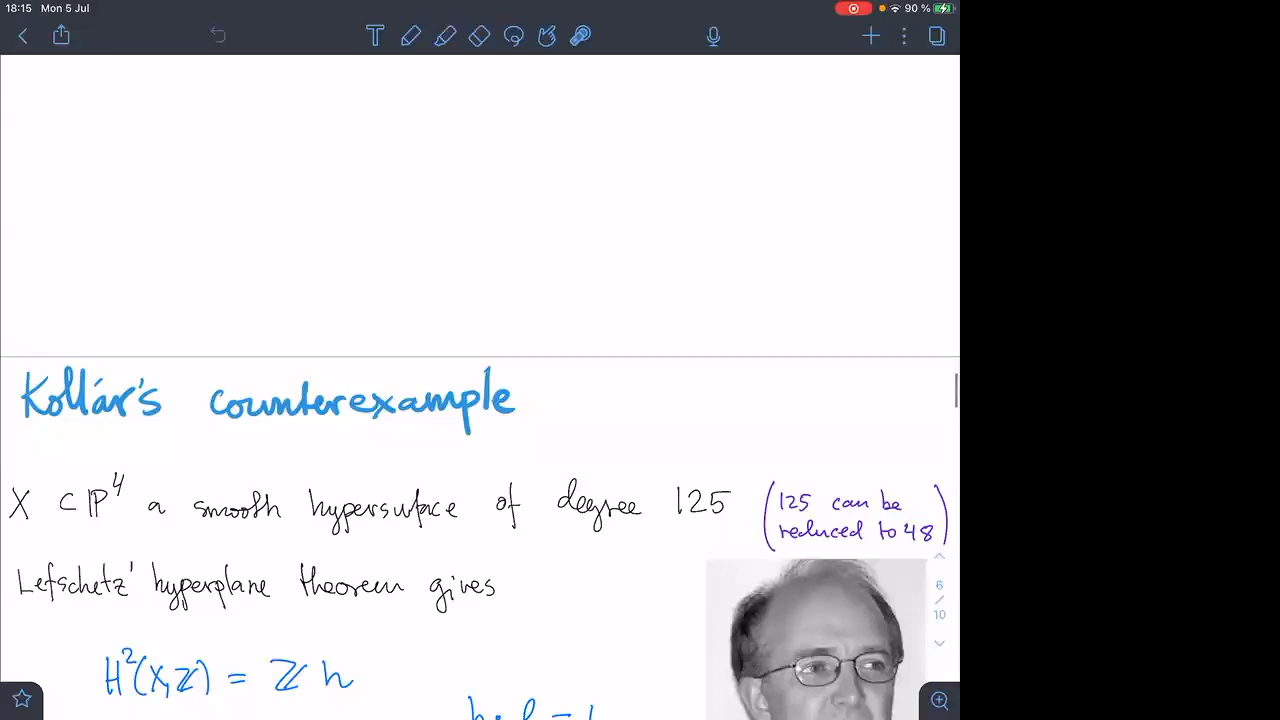 18:15 Mon 5 Jul
90 %
T
Kollár's counterexample
X ⊂ ℙ⁴ a smooth hypersurface of degree 125 (125 can be
reduced to 48)
Lefschetz' hyperplane theorem gives
6
/
10
H²(X,ℤ) = ℤ h